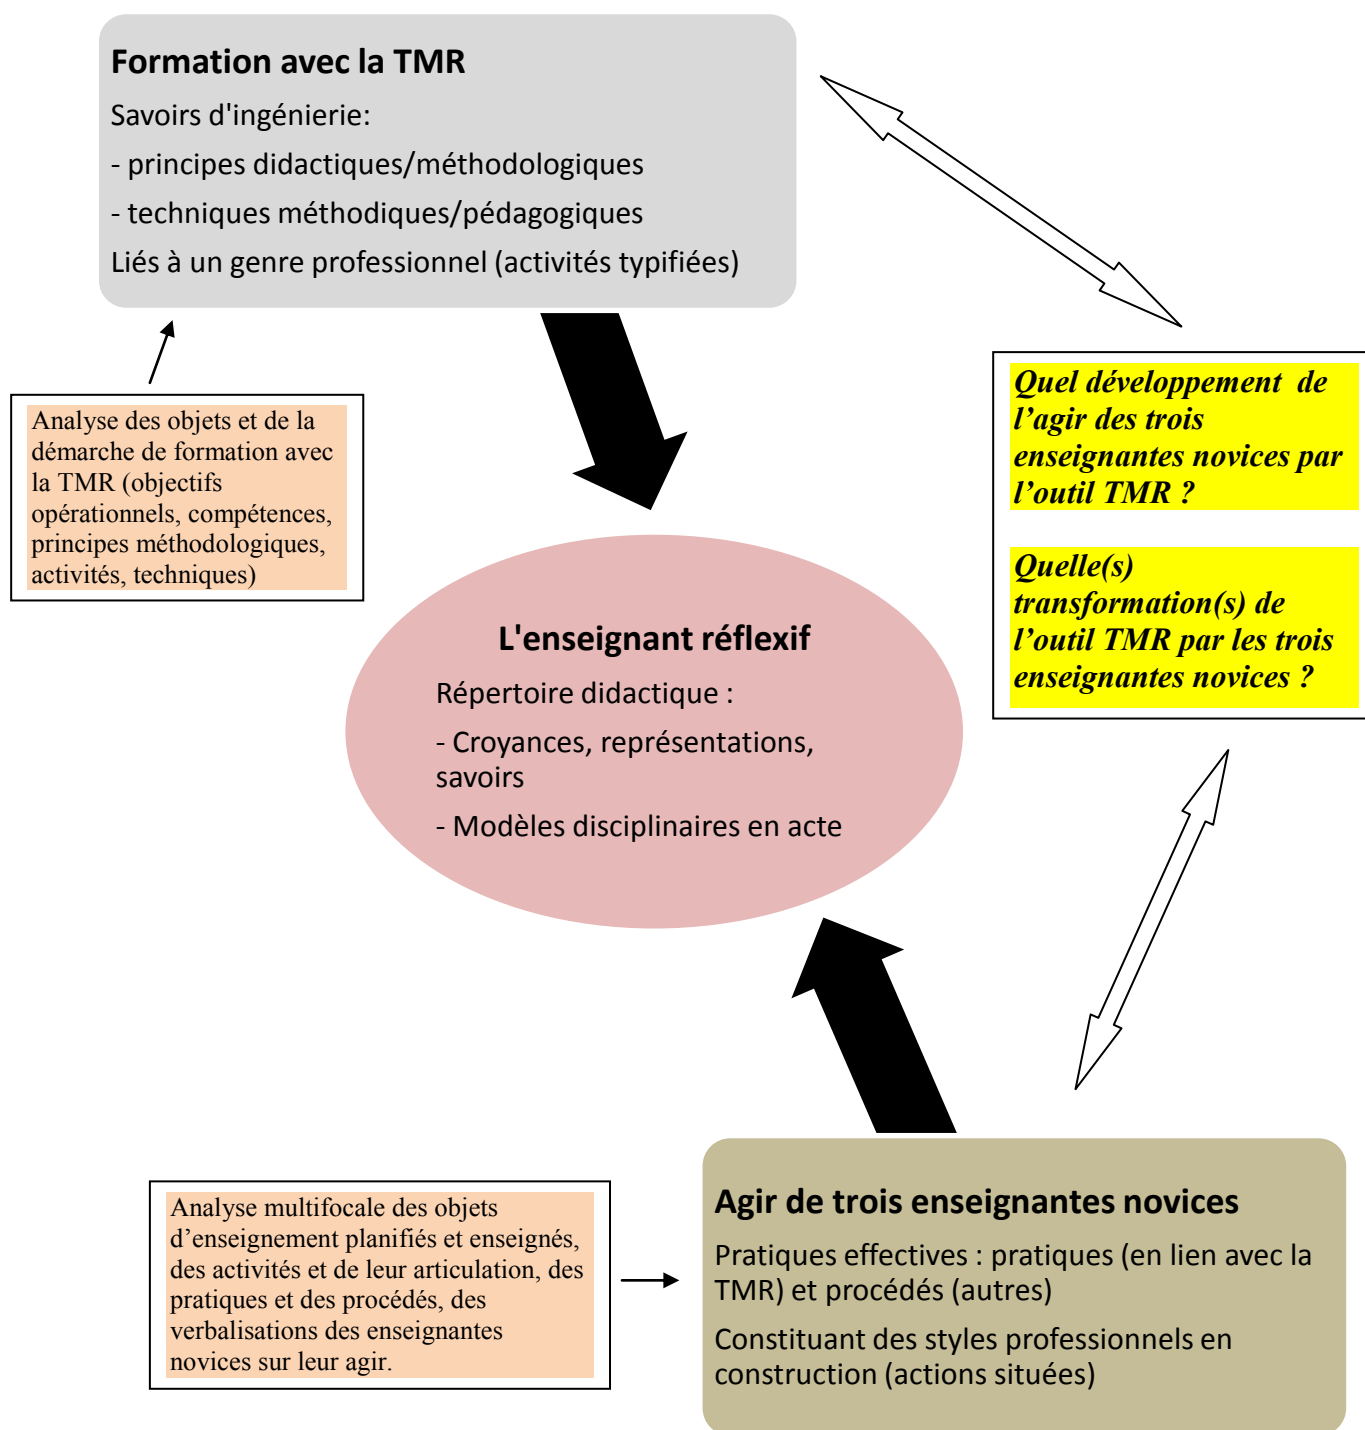 Formation avec la TMR
Savoirs d'ingénierie:
- principes didactiques/méthodologiques
- techniques méthodiques/pédagogiques
Liés à un genre professionnel (activités typifiées)
Analyse des objets et de la
démarche de formation avec
la TMR (objectifs
opérationnels, compétences,
principes méthodologiques,
activités, techniques)
Quel développement de
l’agir des trois
enseignantes novices par
l’outil TMR ?
Quelle(s)
transformation(s) de
l’outil TMR par les trois
enseignantes novices ?
L'enseignant réflexif
Répertoire didactique :
- Croyances, représentations,
savoirs
- Modèles disciplinaires en acte
Analyse multifocale des objets
d’enseignement planifiés et enseignés,
des activités et de leur articulation, des
pratiques et des procédés, des
verbalisations des enseignantes
novices sur leur agir.
Agir de trois enseignantes novices
Pratiques effectives : pratiques (en lien avec la
TMR) et procédés (autres)
Constituant des styles professionnels en
construction (actions situées)